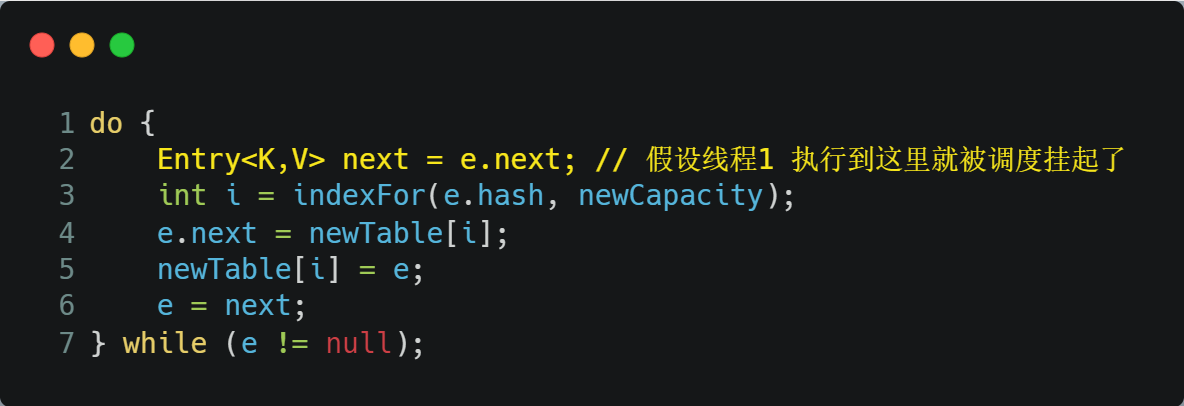 1 do {
2     Entry<K,V> next = e.next; // 假设线程1 执行到这里就被调度挂起了
3     int i = indexFor(e.hash, newCapacity);
4     e.next = newTable[i];
5     newTable[i] = e;
6     e = next;
7 } while (e != null);